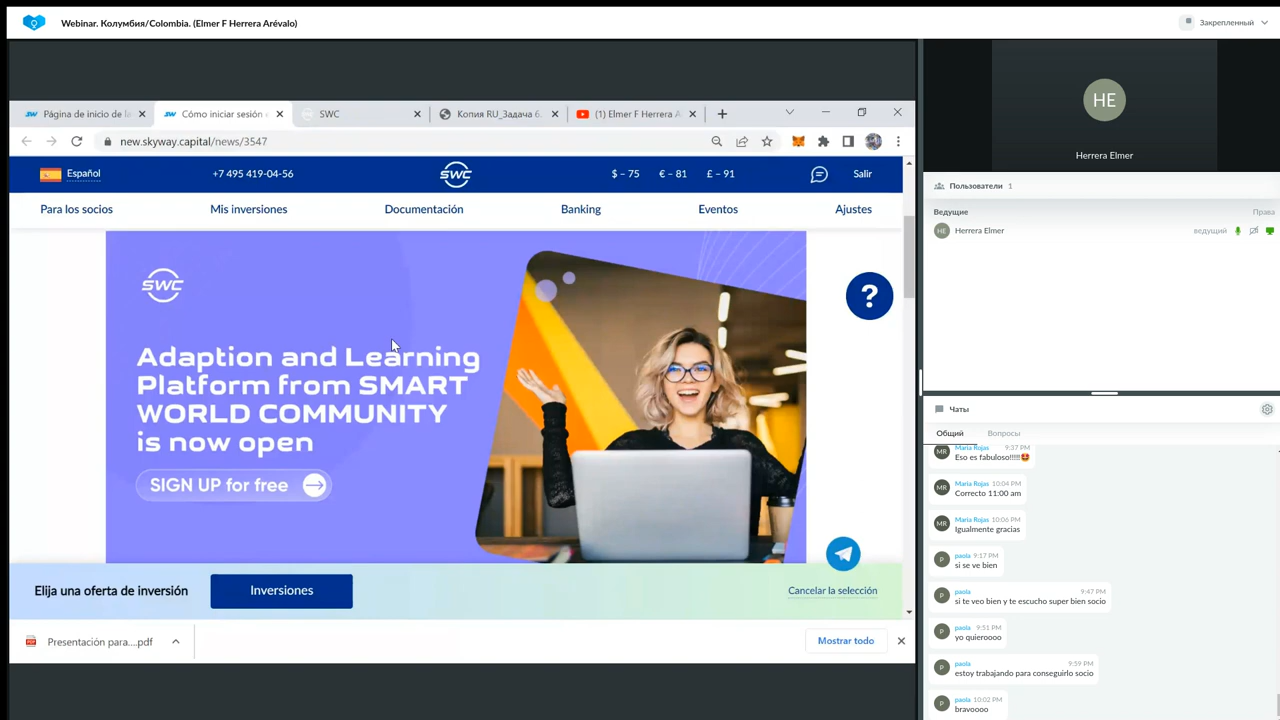 Webinar. Колумбия/Colombia. (Elmer F Herrera Arévalo)
Закрепленный
Página de inicio de la
Cómo iniciar sesión e
SWC
Копия RU_Задача 6.
(1) Elmer F Herrera A
new.skyway.capital/news/3547
Español
+7 495 419-04-56
SWC
$ – 75
€ – 81
£ – 91
Salir
Para los socios
Mis inversiones
Documentación
Banking
Eventos
Ajustes
SWC
Adaption and Learning
Platform from SMART
WORLD COMMUNITY
is now open
SIGN UP for free
?
Elija una oferta de inversión
Inversiones
Cancelar la selección
Presentación para....pdf
Mostrar todo
HE
Herrera Elmer
Пользователи 1
Ведущие
Права
HE
Herrera Elmer
ведущий
Чаты
Общий
Вопросы
MR
Maria Rojas 9:37 PM
Eso es fabuloso!!!!!🤩
MR
Maria Rojas 10:04 PM
Correcto 11:00 am
MR
Maria Rojas 10:06 PM
Igualmente gracias
P
paola 9:17 PM
si se ve bien
P
paola 9:47 PM
si te veo bien y te escucho super bien socio
P
paola 9:51 PM
yo quieroooo
P
paola 9:59 PM
estoy trabajando para conseguirlo socio
P
paola 10:02 PM
bravoooo